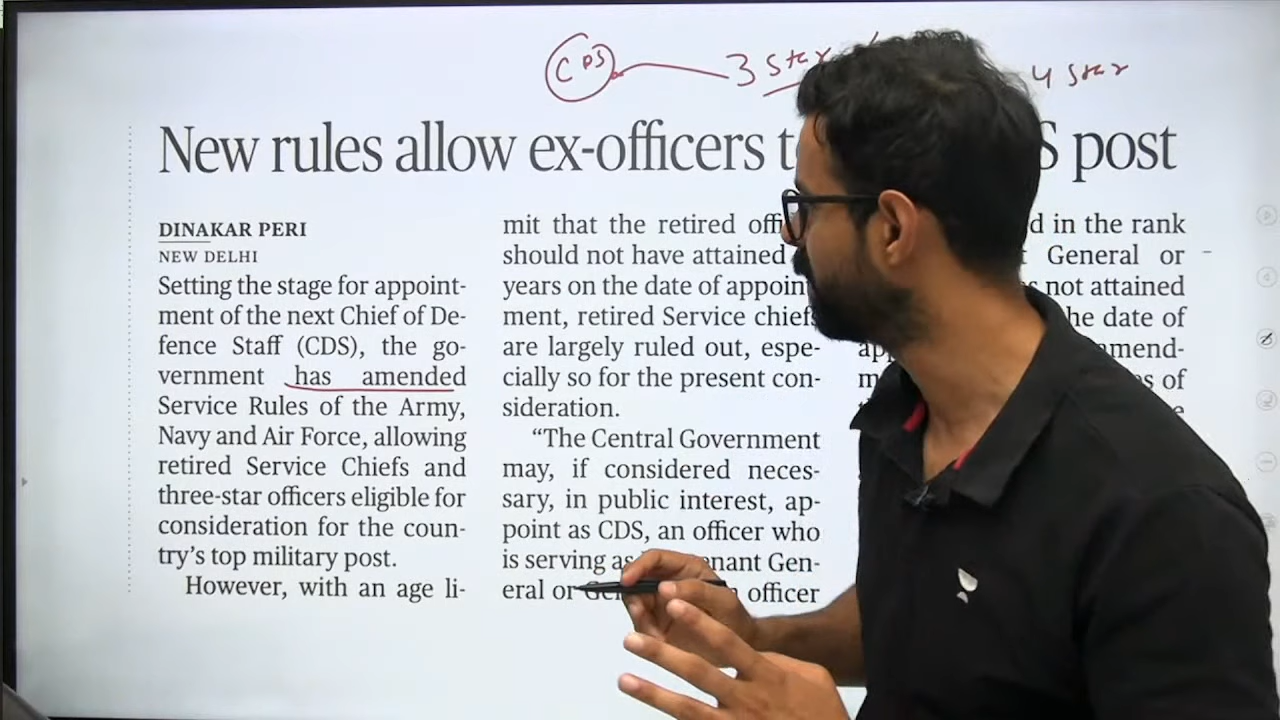 CDS 3 Star 4 Star
New rules allow ex-officers post
DINAKAR PERI
NEW DELHI
Setting the stage for appoint-
ment of the next Chief of De-
fence Staff (CDS), the go-
vernment has amended
Service Rules of the Army,
Navy and Air Force, allowing
retired Service Chiefs and
three-star officers eligible for
consideration for the coun-
try's top military post.
However, with an age li-
mit that the retired
should not have attained
years on the date of appoin
ment, retired Service chiefs
are largely ruled out, espe-
cially so for the present con-
sideration.
“The Central Government
may, if considered neces-
sary, in public interest, ap-
point as CDS, an officer who
is serving as Gen-
eral or officer
in the rank
General or
not attained
the date of
mend-
of